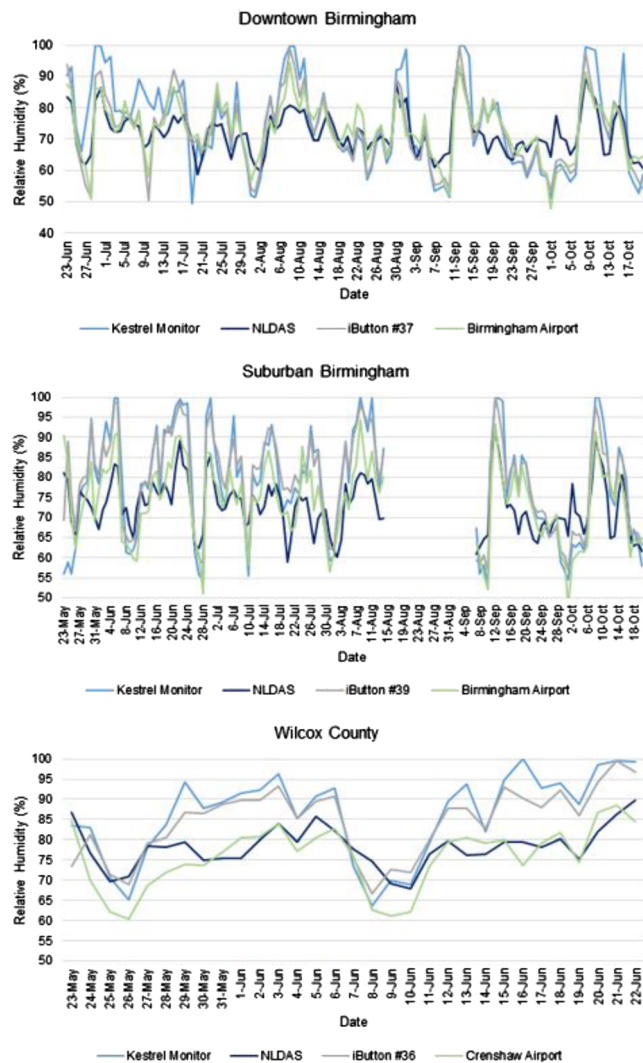 Downtown Birmingham
100
90
80
70
60
50
40
Relative Humidity (%)
23-Jun
27-Jun
1-Jul
5-Jul
9-Jul
13-Jul
17-Jul
21-Jul
25-Jul
29-Jul
2-Aug
6-Aug
10-Aug
14-Aug
18-Aug
22-Aug
26-Aug
30-Aug
3-Sep
7-Sep
11-Sep
15-Sep
19-Sep
23-Sep
27-Sep
1-Oct
5-Oct
9-Oct
13-Oct
17-Oct
Date
Kestrel Monitor NLDAS iButton #37 Birmingham Airport
Suburban Birmingham
100
95
90
85
80
75
70
65
60
55
50
Relative Humidity (%)
23-May
27-May
31-May
4-Jun
8-Jun
12-Jun
16-Jun
20-Jun
24-Jun
28-Jun
2-Jul
6-Jul
10-Jul
14-Jul
18-Jul
22-Jul
26-Jul
30-Jul
3-Aug
7-Aug
11-Aug
15-Aug
19-Aug
23-Aug
27-Aug
31-Aug
4-Sep
8-Sep
12-Sep
16-Sep
20-Sep
24-Sep
28-Sep
2-Oct
6-Oct
10-Oct
14-Oct
18-Oct
Date
Kestrel Monitor NLDAS iButton #39 Birmingham Airport
Wilcox County
100
95
90
85
80
75
70
65
60
55
50
Relative Humidity (%)
23-May
24-May
25-May
26-May
27-May
28-May
29-May
30-May
31-May
1-Jun
2-Jun
3-Jun
4-Jun
5-Jun
6-Jun
7-Jun
8-Jun
9-Jun
10-Jun
11-Jun
12-Jun
13-Jun
14-Jun
15-Jun
16-Jun
17-Jun
18-Jun
19-Jun
20-Jun
21-Jun
22-Jun
Date
Kestrel Monitor NLDAS iButton #36 Crenshaw Airport